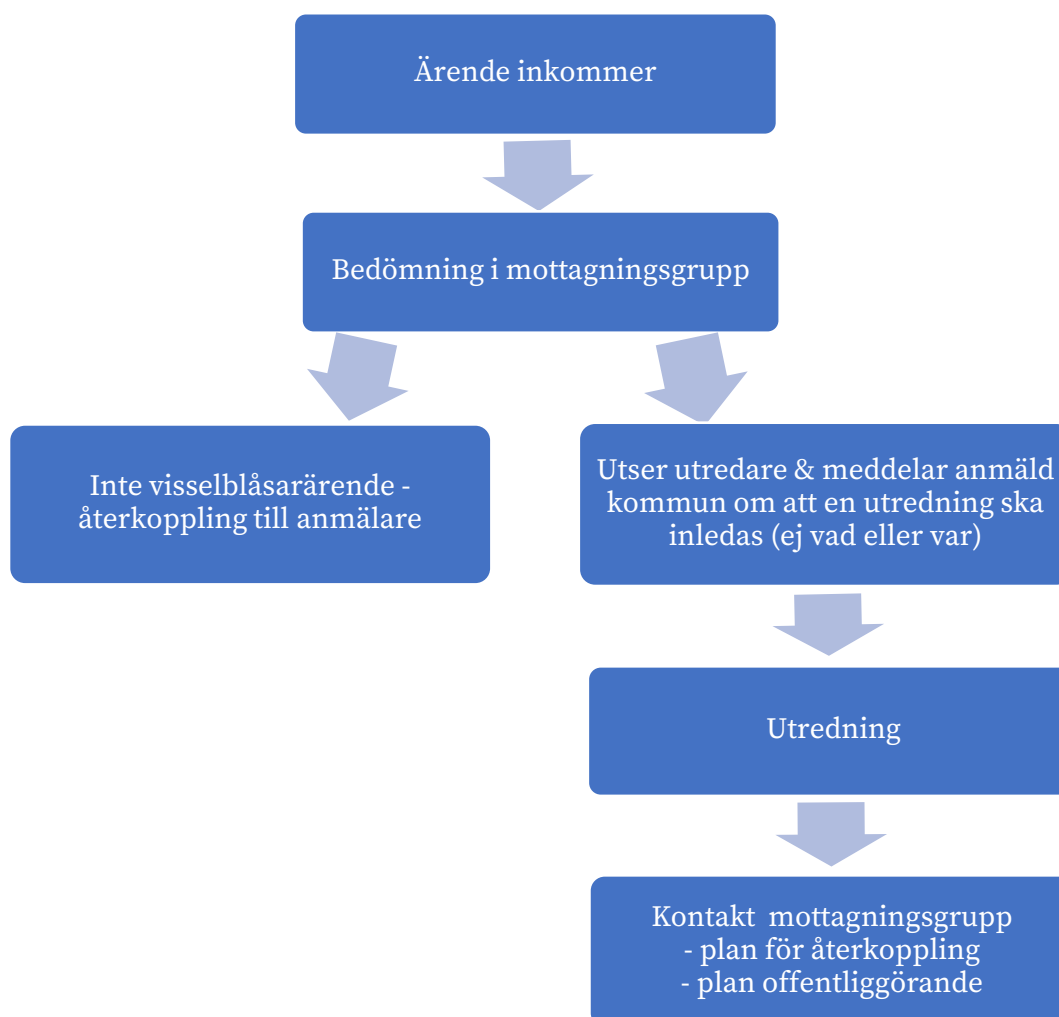 Ärende inkommer
Bedömning i mottagningsgrupp
Inte visselblåsarärende -
återkoppling till anmälare
Utser utredare & meddelar anmäld
kommun om att en utredning ska
inledas (ej vad eller var)
Utredning
Kontakt mottagningsgrupp
- plan för återkoppling
- plan offentliggörande